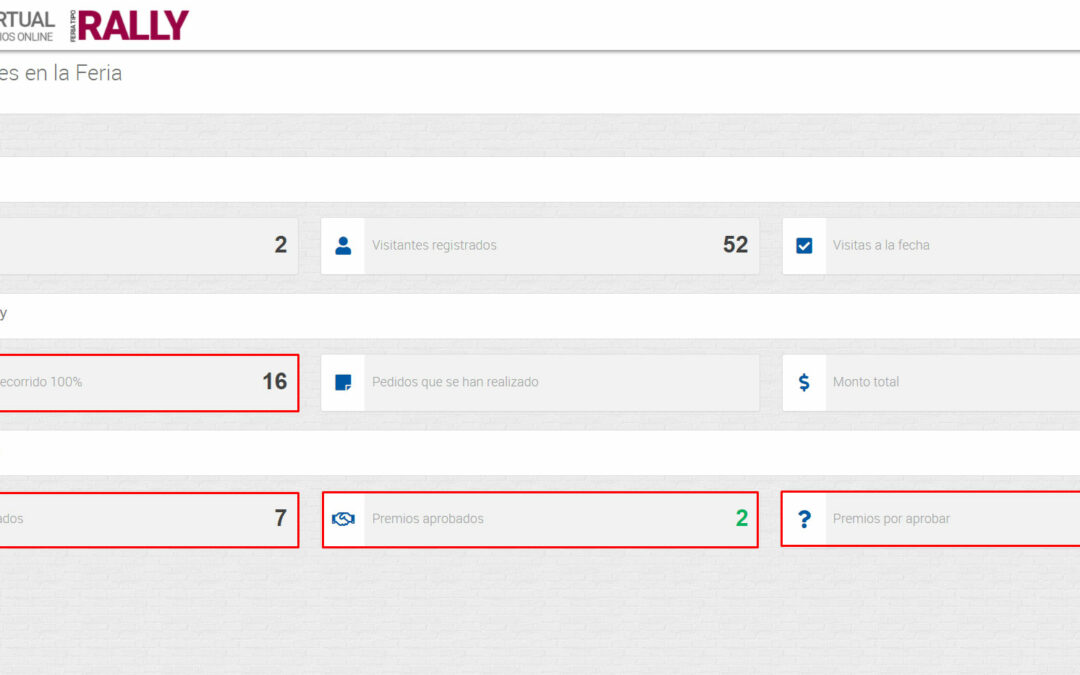 RTUAL
IOS ONLINE
FERIA TIPO
RALLY
es en la Feria
2
Visitantes registrados
52
Visitas a la fecha
y
ecorrido 100%
16
Pedidos que se han realizado
$
Monto total
ados
7
Premios aprobados
2
?
Premios por aprobar